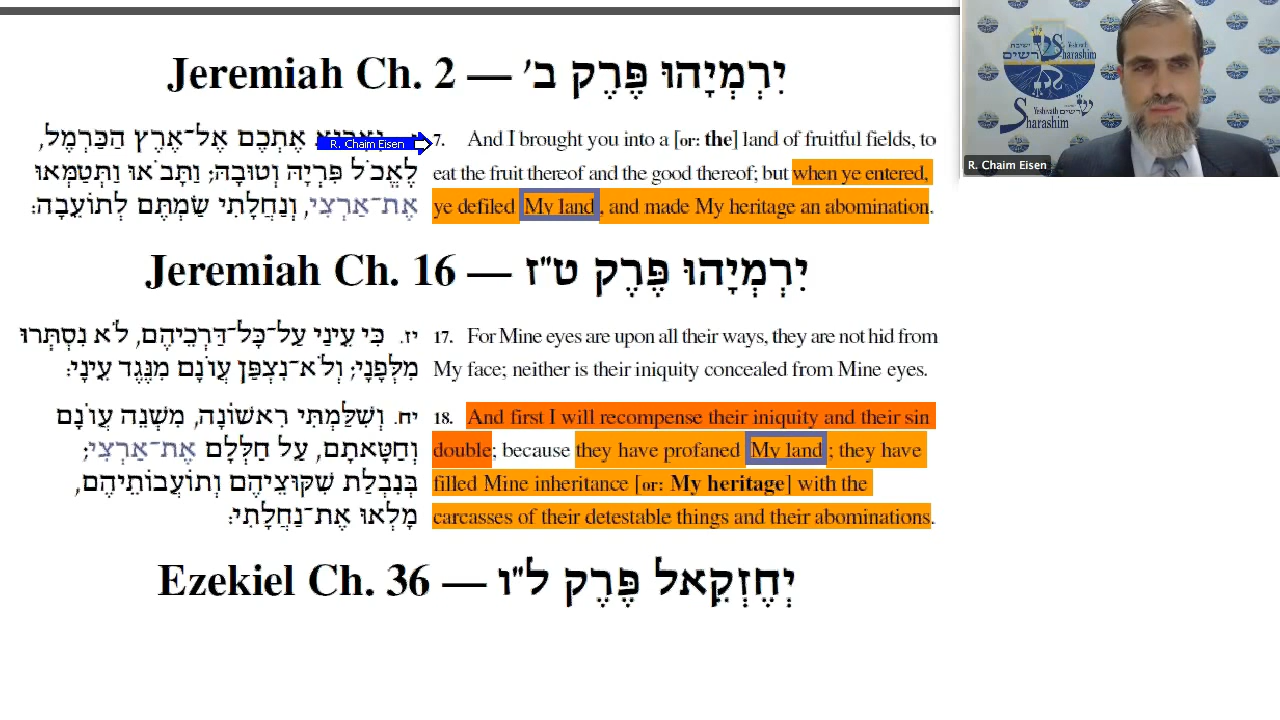 Jeremiah Ch. 2 — יִרְמְיָהוּ פֶּרֶק ב׳
אֶתְכֶם אֶל־אֶרֶץ הַכַּרְמֶל,
לֶאֱכֹל פִּרְיָהּ וְטוּבָהּ; וַתָּבֹאוּ וַתְּטַמְּאוּ
אֶת־אַרְצִי, וְנַחֲלָתִי שַׂמְתֶּם לְתוֹעֵבָה:
R. Chaim Eisen
7. And I brought you into a [or: the] land of fruitful fields, to
eat the fruit thereof and the good thereof; but when ye entered,
ye defiled My land, and made My heritage an abomination.
Jeremiah Ch. 16 — יִרְמְיָהוּ פֶּרֶק ט״ז
יז. כִּי עֵינַי עַל־כָּל־דַּרְכֵיהֶם, לֹא נִסְתְּרוּ
מִלְּפָנָי; וְלֹא־נִצְפַּן עֲוֺנָם מִנֶּגֶד עֵינָי:
17. For Mine eyes are upon all their ways, they are not hid from
My face; neither is their iniquity concealed from Mine eyes.
יח. וְשִׁלַּמְתִּי רִאשׁוֹנָה, מִשְׁנֵה עֲוֺנָם
וְחַטָּאתָם, עַל חַלְּלָם אֶת־אַרְצִי;
בְּנִבְלַת שִׁקּוּצֵיהֶם וְתוֹעֲבוֹתֵיהֶם,
מָלְאוּ אֶת־נַחֲלָתִי:
18. And first I will recompense their iniquity and their sin
double; because they have profaned My land; they have
filled Mine inheritance [or: My heritage] with the
carcasses of their detestable things and their abominations.
Ezekiel Ch. 36 — יְחֶזְקֵאל פֶּרֶק ל״ו
ישיבת
שרשים
Yeshivath
Sharashim
R. Chaim Eisen